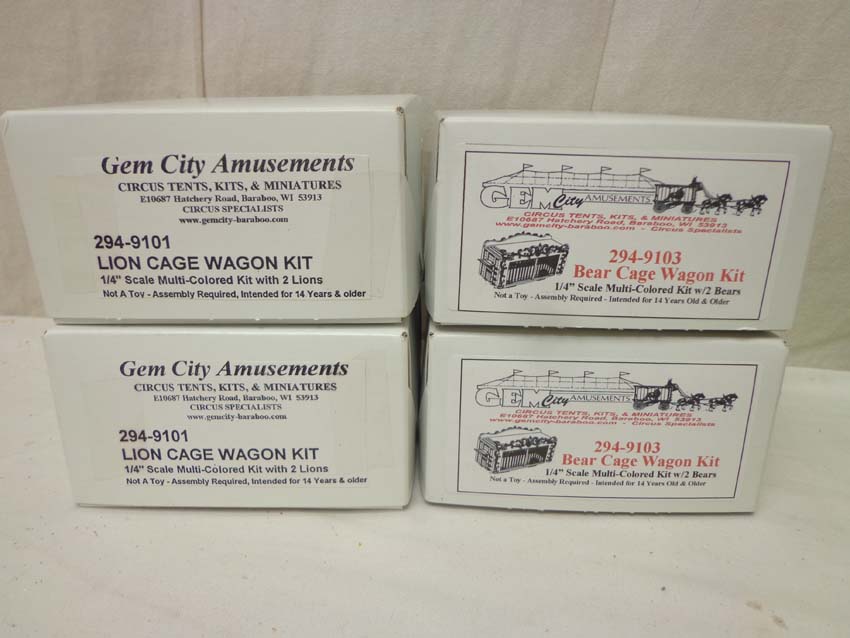 Gem City Amusements
CIRCUS TENTS, KITS, & MINIATURES
E10687 Hatchery Road, Baraboo, WI 53913
CIRCUS SPECIALISTS
www.gemcity-baraboo.com
294-9101
LION CAGE WAGON KIT
1/4" Scale Multi-Colored Kit with 2 Lions
Not A Toy - Assembly Required, Intended for 14 Years & older
GEM City AMUSEMENTS
CIRCUS TENTS, KITS, & MINIATURES
E10687 Hatchery Road, Baraboo, WI 53913
www.gemcity-baraboo.com - Circus Specialists
294-9103
Bear Cage Wagon Kit
1/4" Scale Multi-Colored Kit w/2 Bears
Not a Toy - Assembly Required - Intended for 14 Years Old & Older
Gem City Amusements
CIRCUS TENTS, KITS, & MINIATURES
E10687 Hatchery Road, Baraboo, WI 53913
CIRCUS SPECIALISTS
www.gemcity-baraboo.com
294-9101
LION CAGE WAGON KIT
1/4" Scale Multi-Colored Kit with 2 Lions
Not A Toy - Assembly Required, Intended for 14 Years & older
GEM City AMUSEMENTS
CIRCUS TENTS, KITS, & MINIATURES
E10687 Hatchery Road, Baraboo, WI 53913
www.gemcity-baraboo.com - Circus Specialists
294-9103
Bear Cage Wagon Kit
1/4" Scale Multi-Colored Kit w/2 Bears
Not a Toy - Assembly Required - Intended for 14 Years Old & Older